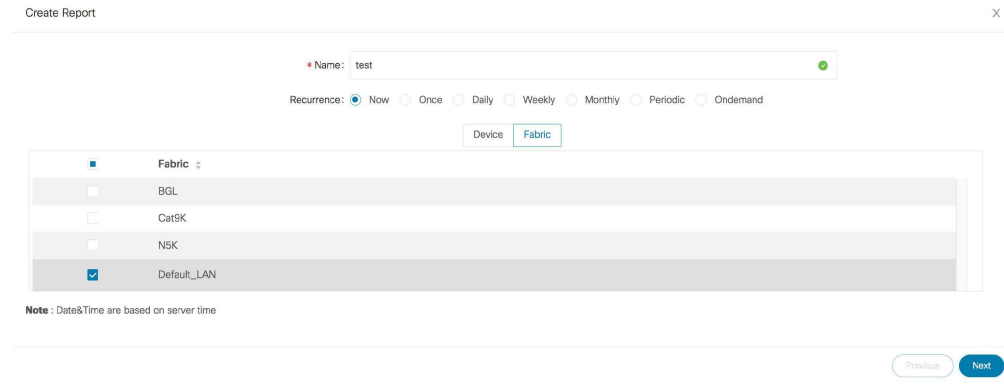 Create Report X
* Name: test
Recurrence: Now Once Daily Weekly Monthly Periodic Ondemand
Device Fabric
Fabric
BGL
Cat9K
N5K
Default_LAN
Note : Date&Time are based on server time
Previous Next